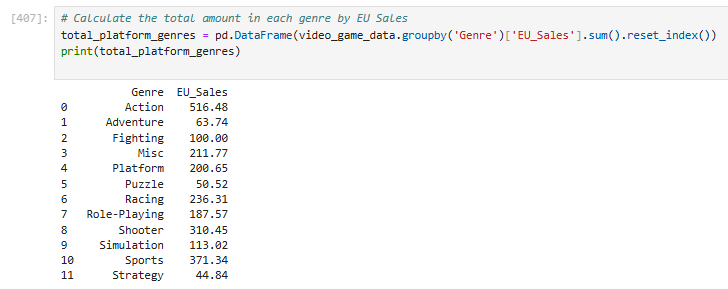 [407]: # Calculate the total amount in each genre by EU Sales
total_platform_genres = pd.DataFrame(video_game_data.groupby('Genre')['EU_Sales'].sum().reset_index())
print(total_platform_genres)
Genre EU_Sales
0 Action 516.48
1 Adventure 63.74
2 Fighting 100.00
3 Misc 211.77
4 Platform 200.65
5 Puzzle 50.52
6 Racing 236.31
7 Role-Playing 187.57
8 Shooter 310.45
9 Simulation 113.02
10 Sports 371.34
11 Strategy 44.84